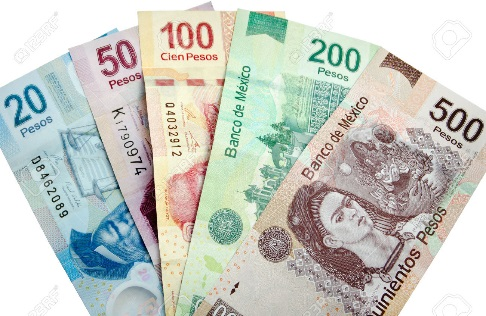 20
Pesos
D8462089
50
Pesos
K1790974
100
Cien Pesos
Q4032912
200
Pesos
Banco de México
500
Pesos
Banco de México
Quinientos Pesos